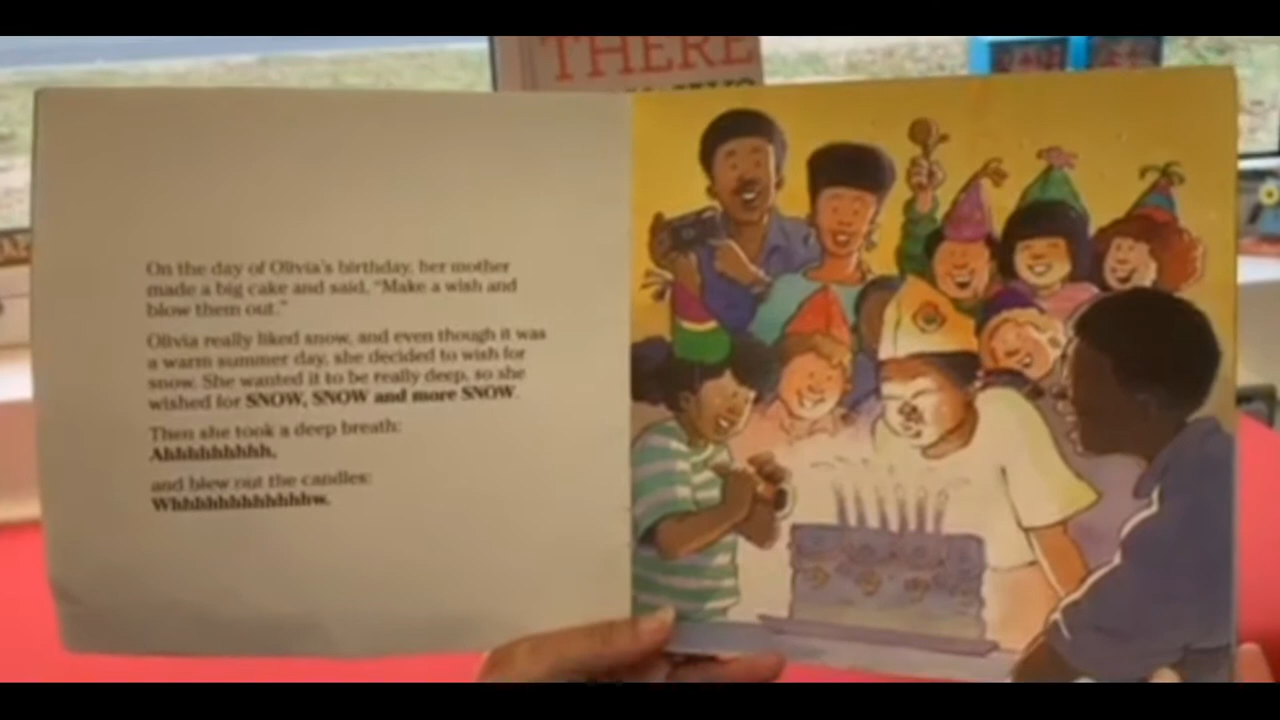 THERE
On the day of Olivia's birthday, her mother
made a big cake and said, "Make a wish and
blow them out."
Olivia really liked snow, and even though it was
a warm summer day, she decided to wish for
snow. She wanted it to be really deep, so she
wished for SNOW, SNOW and more SNOW.
Then she took a deep breath:
Ahhhhhhhhh,
and blew out the candles:
Whhhhhhhhhhhhw.